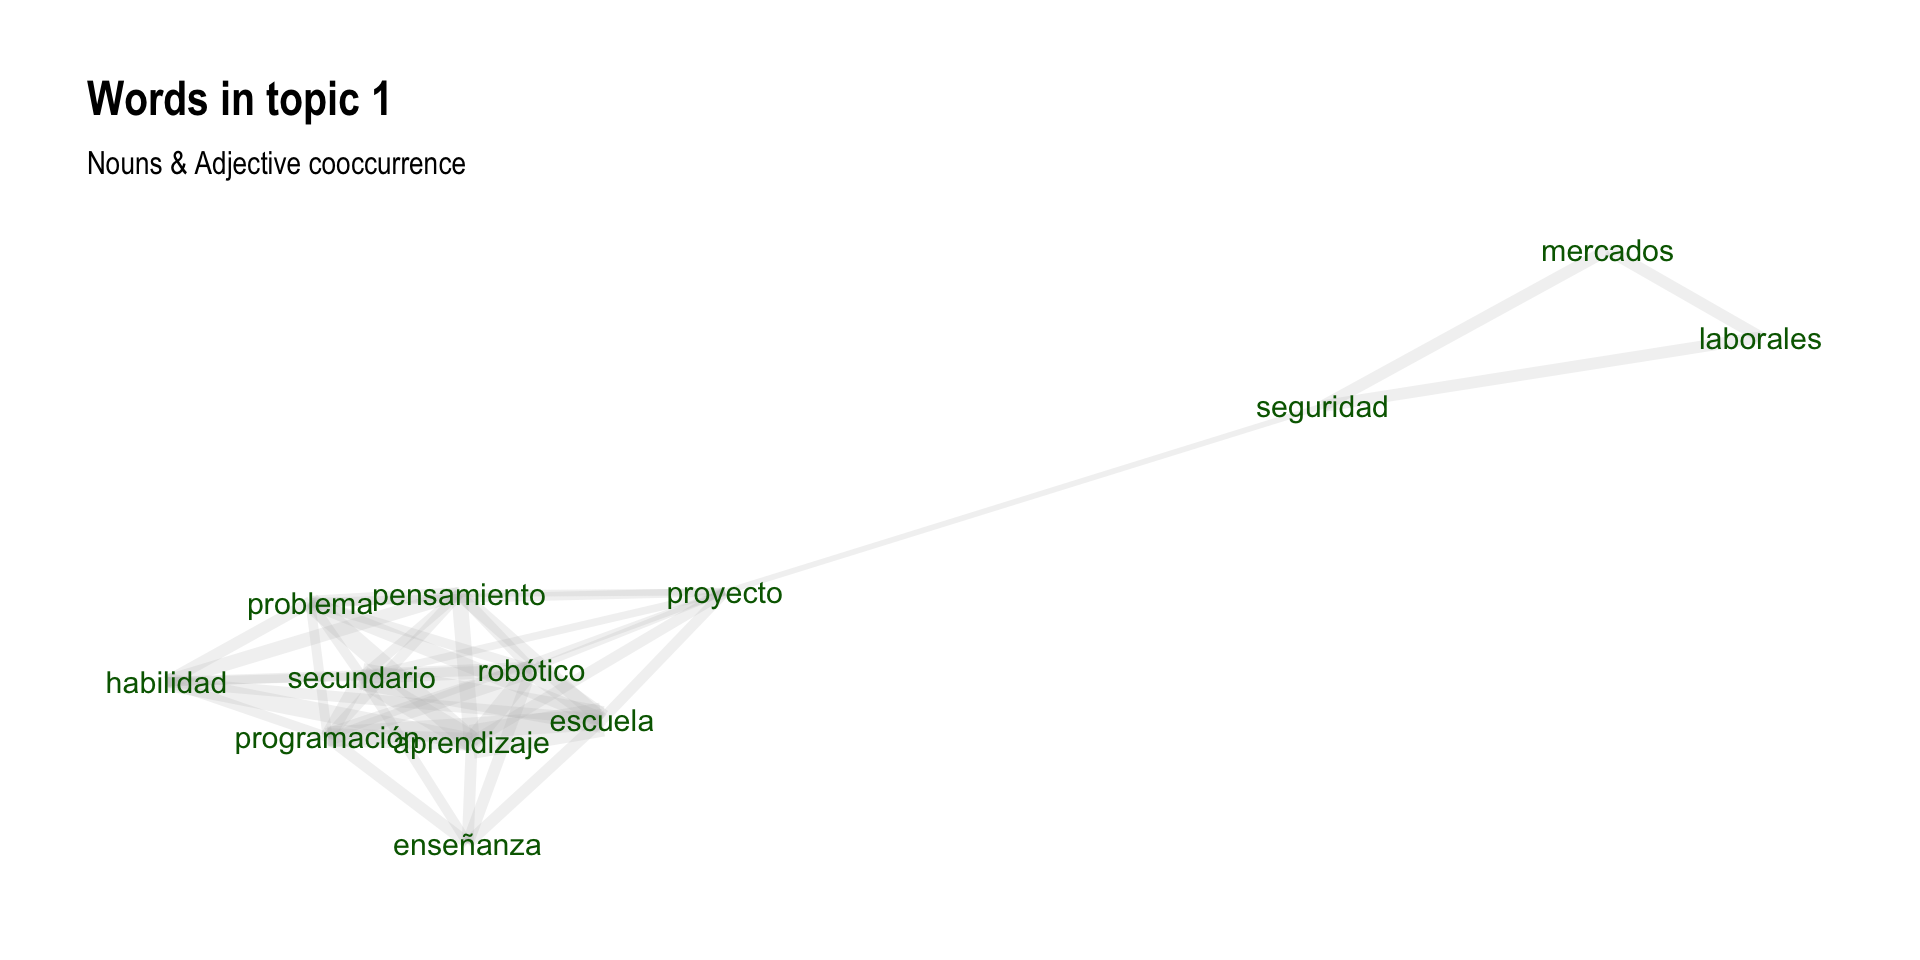 Words in topic 1
Nouns & Adjective cooccurrence
mercados
laborales
seguridad
problema
pensamiento
proyecto
habilidad
secundario
robótico
escuela
programación
aprendizaje
enseñanza